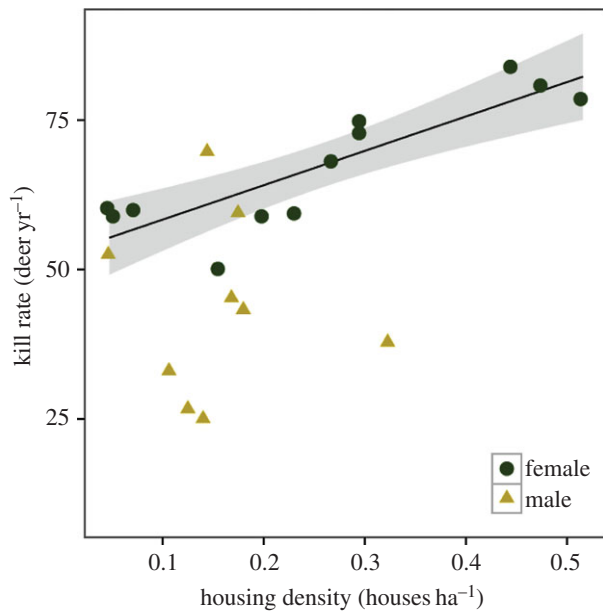 kill rate (deer yr⁻¹)
75
50
25
female
male
0.1 0.2 0.3 0.4 0.5
housing density (houses ha⁻¹)